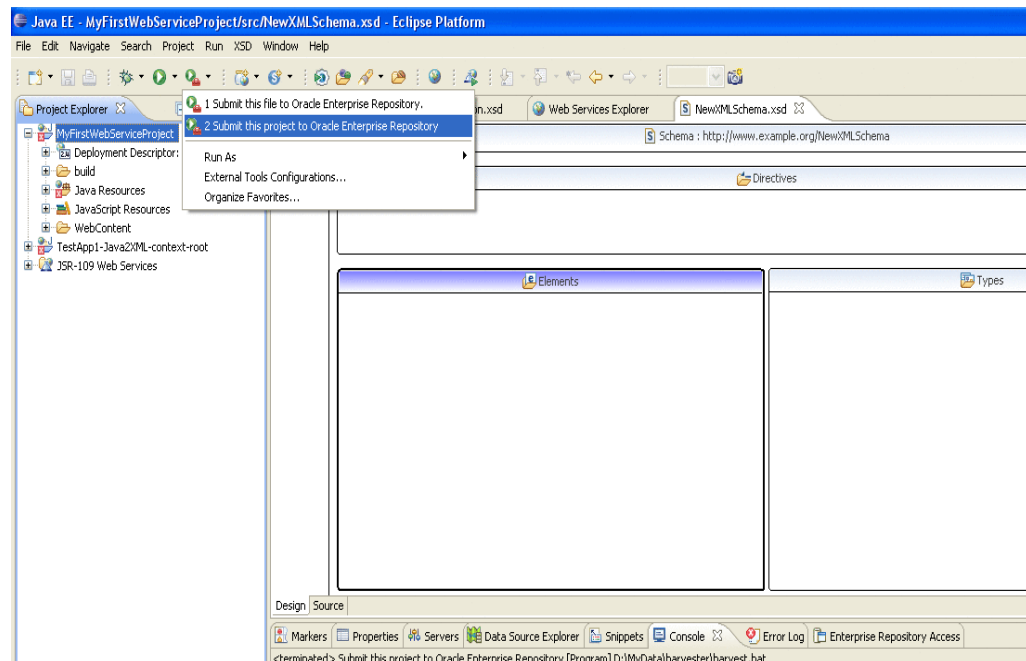 Java EE - MyFirstWebServiceProject/src/NewXMLSchema.xsd - Eclipse Platform
File Edit Navigate Search Project Run XSD Window Help
Project Explorer
n.xsd
Web Services Explorer
NewXMLSchema.xsd
1 Submit this file to Oracle Enterprise Repository.
2 Submit this project to Oracle Enterprise Repository
Run As
External Tools Configurations...
Organize Favorites...
MyFirstWebServiceProject
Deployment Descriptor:
build
Java Resources
JavaScript Resources
WebContent
TestApp1-Java2XML-context-root
JSR-109 Web Services
Schema : http://www.example.org/NewXMLSchema
Directives
Elements
Types
Design Source
Markers Properties Servers Data Source Explorer Snippets Console Error Log Enterprise Repository Access
<terminated> Submit this project to Oracle Enterprise Repository [Program] D:\MyData\harvester\harvest.bat